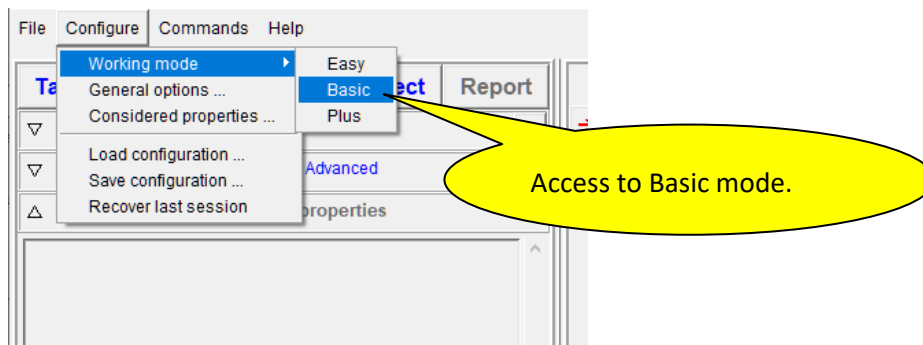 File Configure Commands Help
Working mode Easy
Ta General options ... Basic ect Report
Considered properties ... Plus
Load configuration ...
Advanced
Save configuration ...
Recover last session properties
Access to Basic mode.